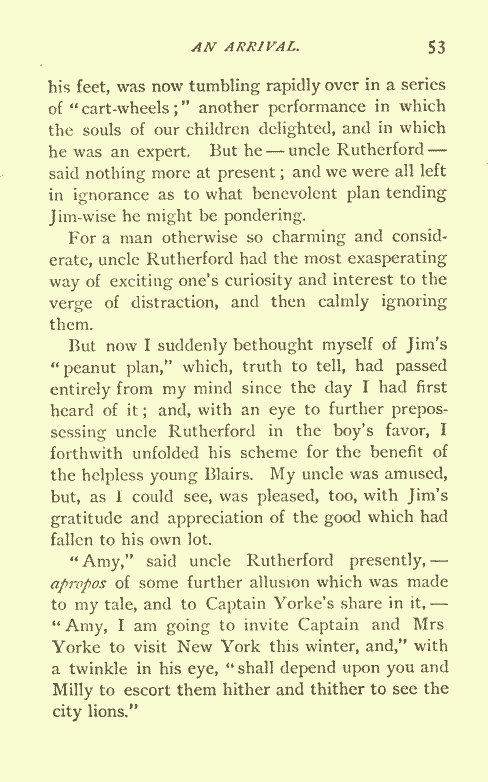 AN ARRIVAL. 53
his feet, was now tumbling rapidly over in a series
of "cart-wheels;" another performance in which
the souls of our children delighted, and in which
he was an expert. But he — uncle Rutherford —
said nothing more at present; and we were all left
in ignorance as to what benevolent plan tending
Jim-wise he might be pondering.
For a man otherwise so charming and consid-
erate, uncle Rutherford had the most exasperating
way of exciting one's curiosity and interest to the
verge of distraction, and then calmly ignoring
them.
But now I suddenly bethought myself of Jim's
"peanut plan," which, truth to tell, had passed
entirely from my mind since the day I had first
heard of it; and, with an eye to further prepos-
sessing uncle Rutherford in the boy's favor, I
forthwith unfolded his scheme for the benefit of
the helpless young Blairs. My uncle was amused,
but, as I could see, was pleased, too, with Jim's
gratitude and appreciation of the good which had
fallen to his own lot.
"Amy," said uncle Rutherford presently, —
apropos of some further allusion which was made
to my tale, and to Captain Yorke's share in it, —
"Amy, I am going to invite Captain and Mrs
Yorke to visit New York this winter, and," with
a twinkle in his eye, "shall depend upon you and
Milly to escort them hither and thither to see the
city lions."